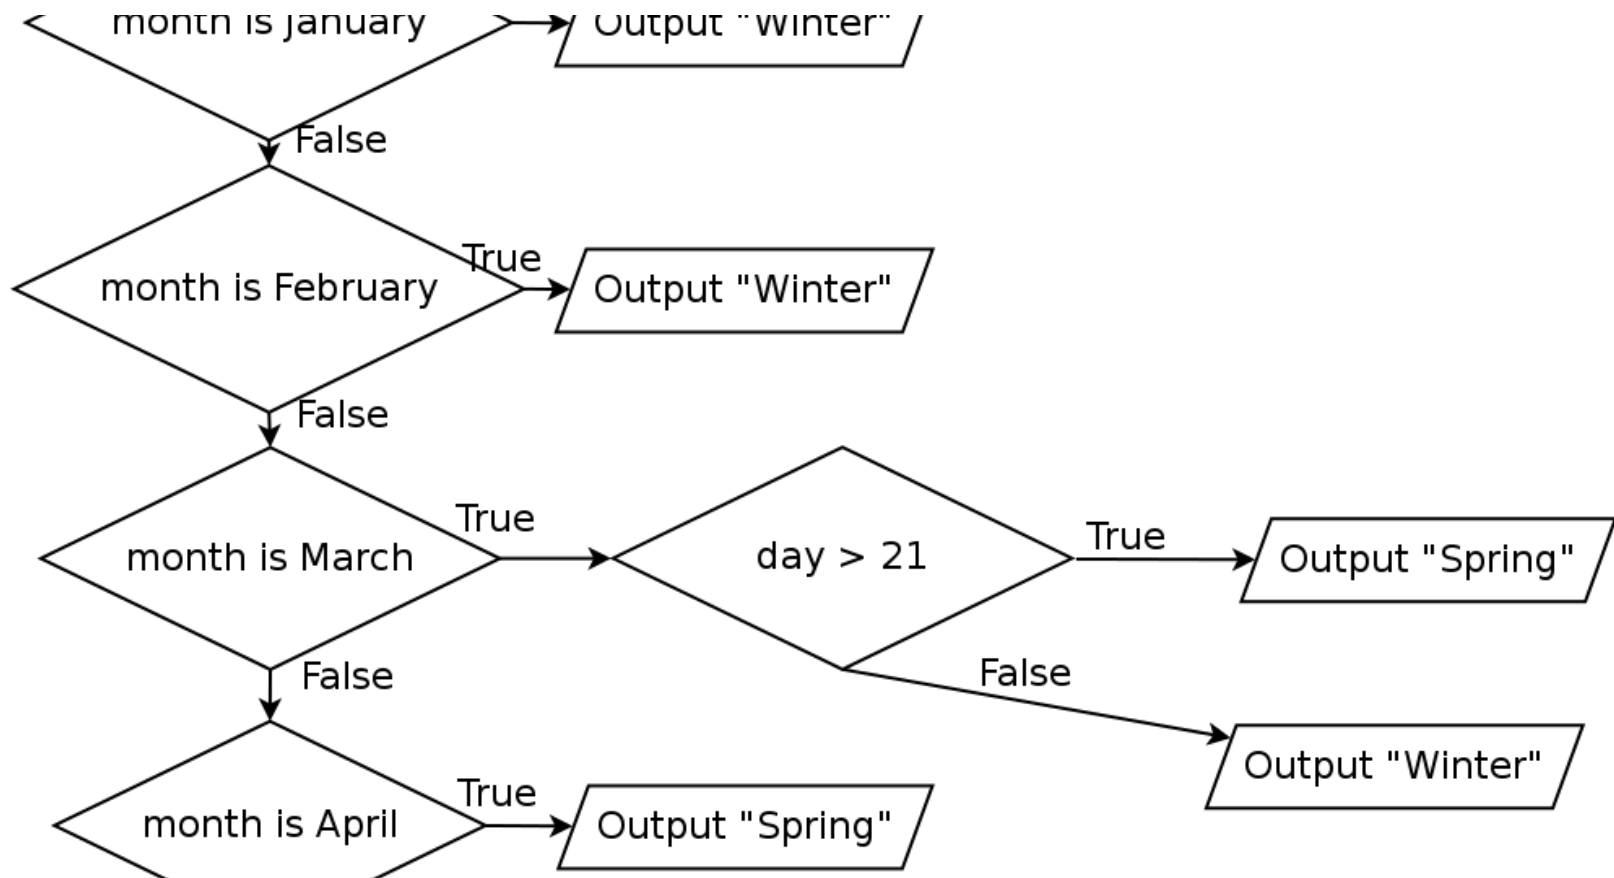 month is January
Output "Winter"
False
month is February
True
Output "Winter"
False
month is March
True
day > 21
True
Output "Spring"
False
Output "Winter"
False
month is April
True
Output "Spring"